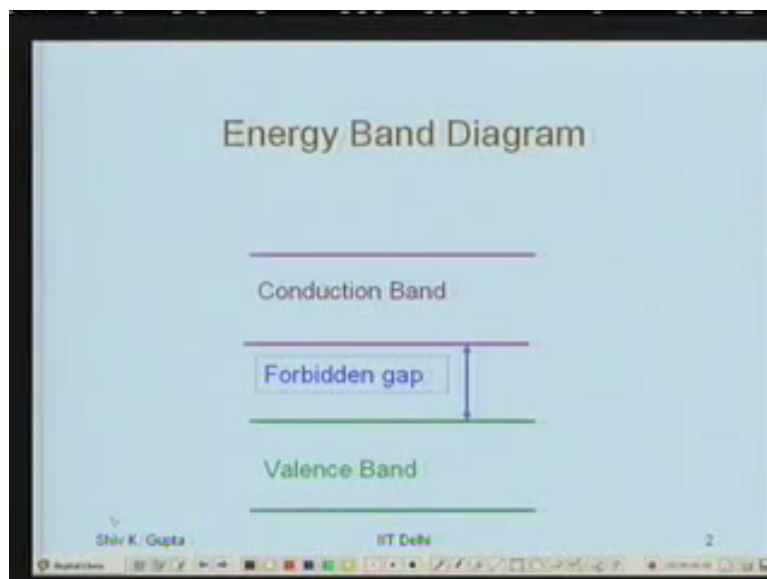 Energy Band Diagram
Conduction Band
Forbidden gap
Valence Band
Shiv K. Gupta
IIT Delhi
2